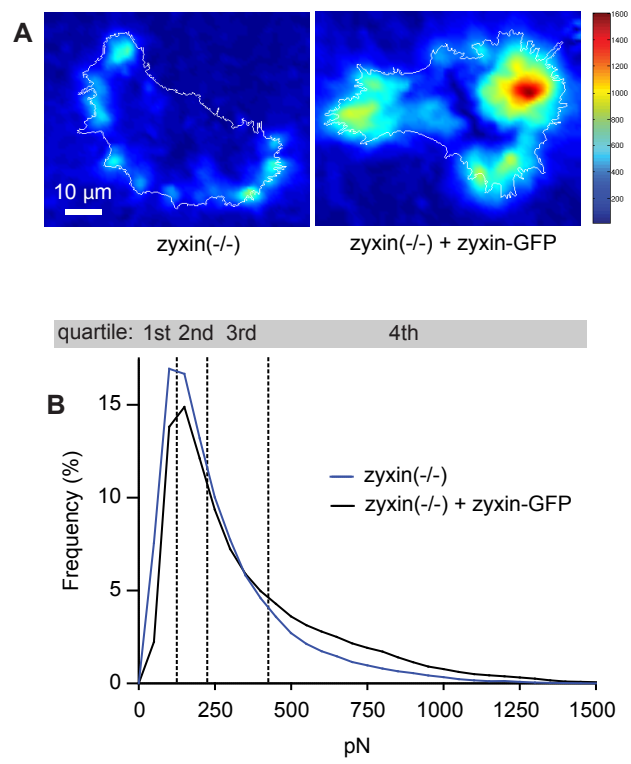 A
1600
1400
1200
1000
800
600
400
200
10 µm
zyxin(-/-)
zyxin(-/-) + zyxin-GFP
quartile: 1st 2nd 3rd 4th
B
15
10
5
0
Frequency (%)
zyxin(-/-)
zyxin(-/-) + zyxin-GFP
0 250 500 750 1000 1250 1500
pN